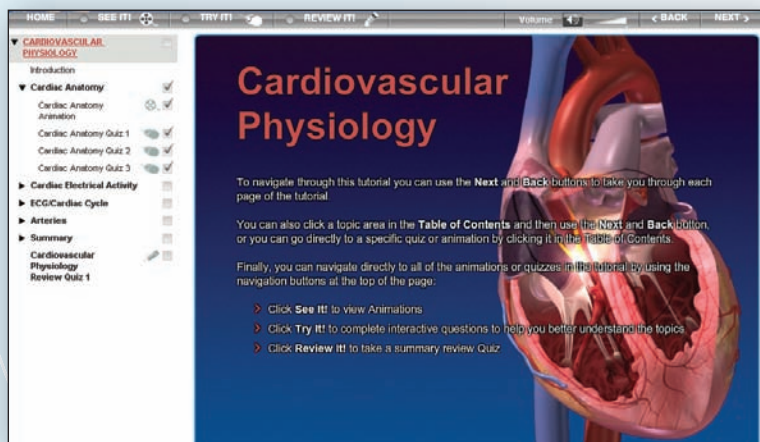 HOME SEE IT! TRY IT! REVIEW IT! Volume < BACK NEXT >
CARDIOVASCULAR
PHYSIOLOGY
Introduction
Cardiac Anatomy
Cardiac Anatomy
Animation
Cardiac Anatomy Quiz 1
Cardiac Anatomy Quiz 2
Cardiac Anatomy Quiz 3
Cardiac Electrical Activity
ECG/Cardiac Cycle
Arteries
Summary
Cardiovascular
Physiology
Review Quiz 1
Cardiovascular
Physiology
To navigate through this tutorial you can use the Next and Back buttons to take you through each
page of the tutorial
You can also click a topic area in the Table of Contents and then use the Next and Back button,
or you can go directly to a specific quiz or animation by clicking it in the Table of Contents.
Finally, you can navigate directly to all of the animations or quizzes in the tutorial by using the
navigation buttons at the top of the page:
> Click See It! to view Animations
> Click Try It! to complete interactive questions to help you better understand the topics
> Click Review It! to take a summary review Quiz